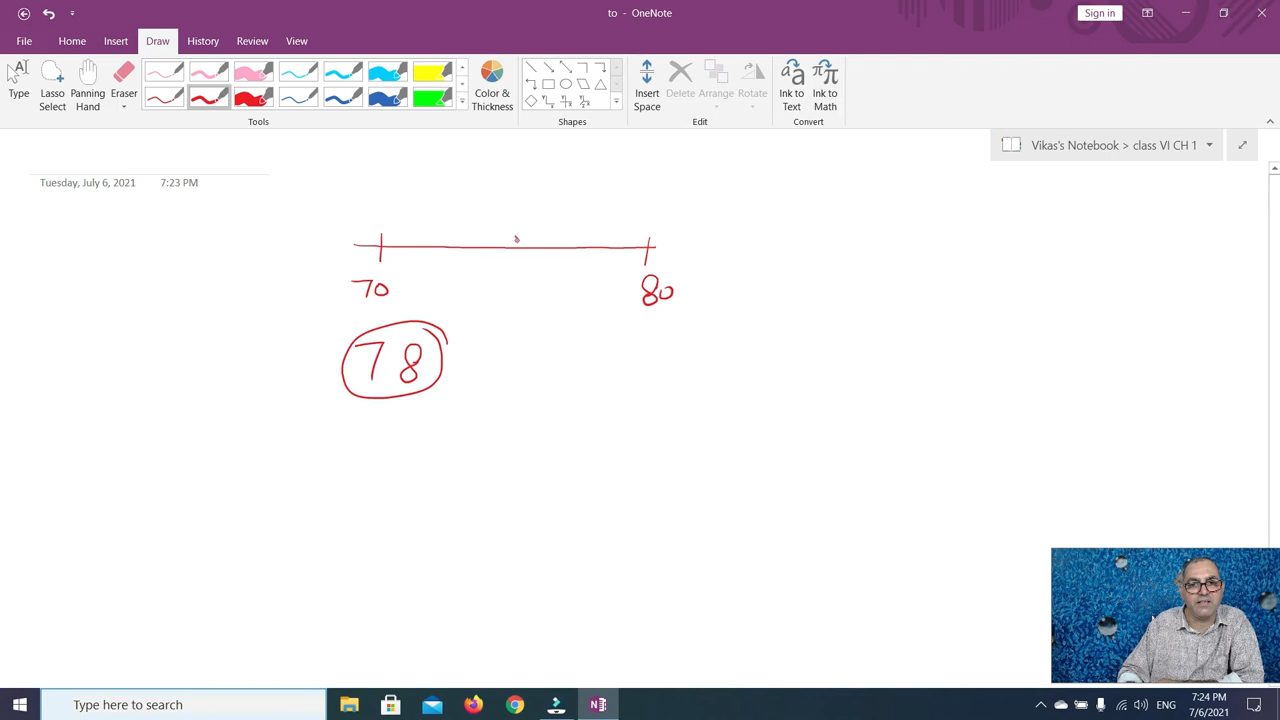 to - OneNote
Sign in
File Home Insert Draw History Review View
Type
Lasso Select
Panning Hand
Eraser
Color & Thickness
Insert Space
Delete
Arrange
Rotate
Ink to Text
Ink to Math
Tools
Shapes
Edit
Convert
Vikas's Notebook > class VI CH 1
Tuesday, July 6, 2021 7:23 PM
70 80
78
Type here to search
ENG
7:24 PM
7/6/2021